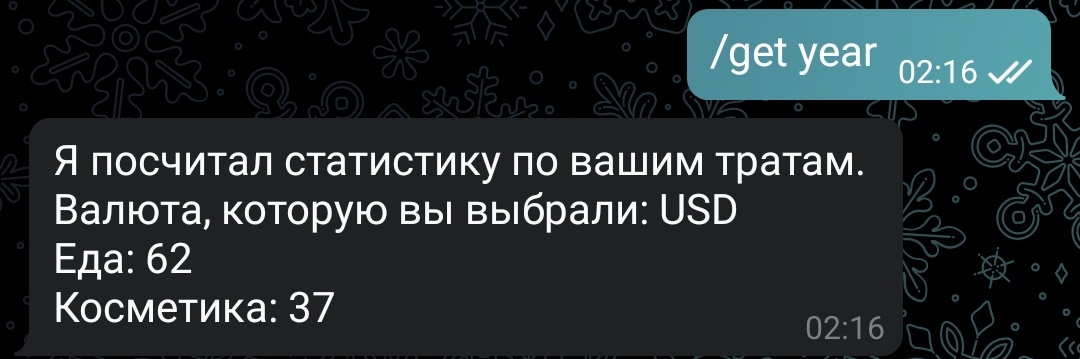 /get year
02:16
Я посчитал статистику по вашим тратам.
Валюта, которую вы выбрали: USD
Еда: 62
Косметика: 37
02:16